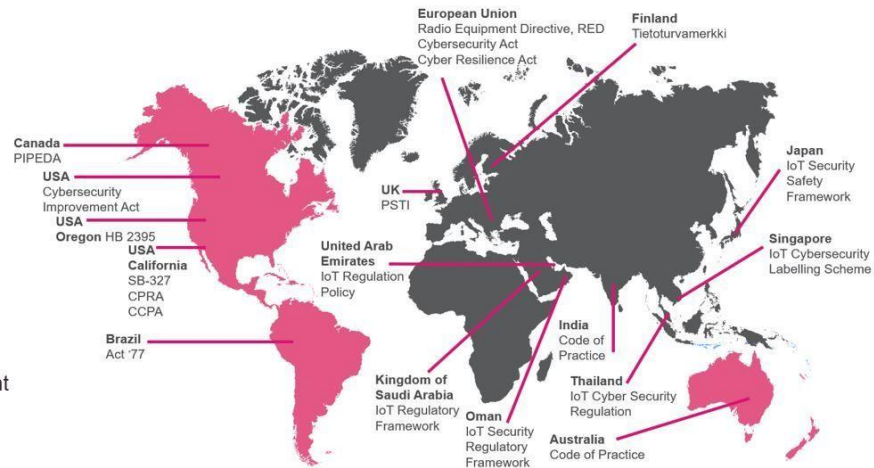 European Union
Radio Equipment Directive, RED
Cybersecurity Act
Cyber Resilience Act
Finland
Tietoturvamerkki
Canada
PIPEDA
USA
Cybersecurity
Improvement Act
USA
Oregon HB 2395
USA
California
SB-327
CPRA
CCPA
Brazil
Act '77
UK
PSTI
United Arab
Emirates
IoT Regulation
Policy
Kingdom of
Saudi Arabia
IoT Regulatory
Framework
Oman
IoT Security
Regulatory
Framework
India
Code of
Practice
Japan
IoT Security
Safety
Framework
Singapore
IoT Cybersecurity
Labelling Scheme
Thailand
IoT Cyber Security
Regulation
Australia
Code of Practice